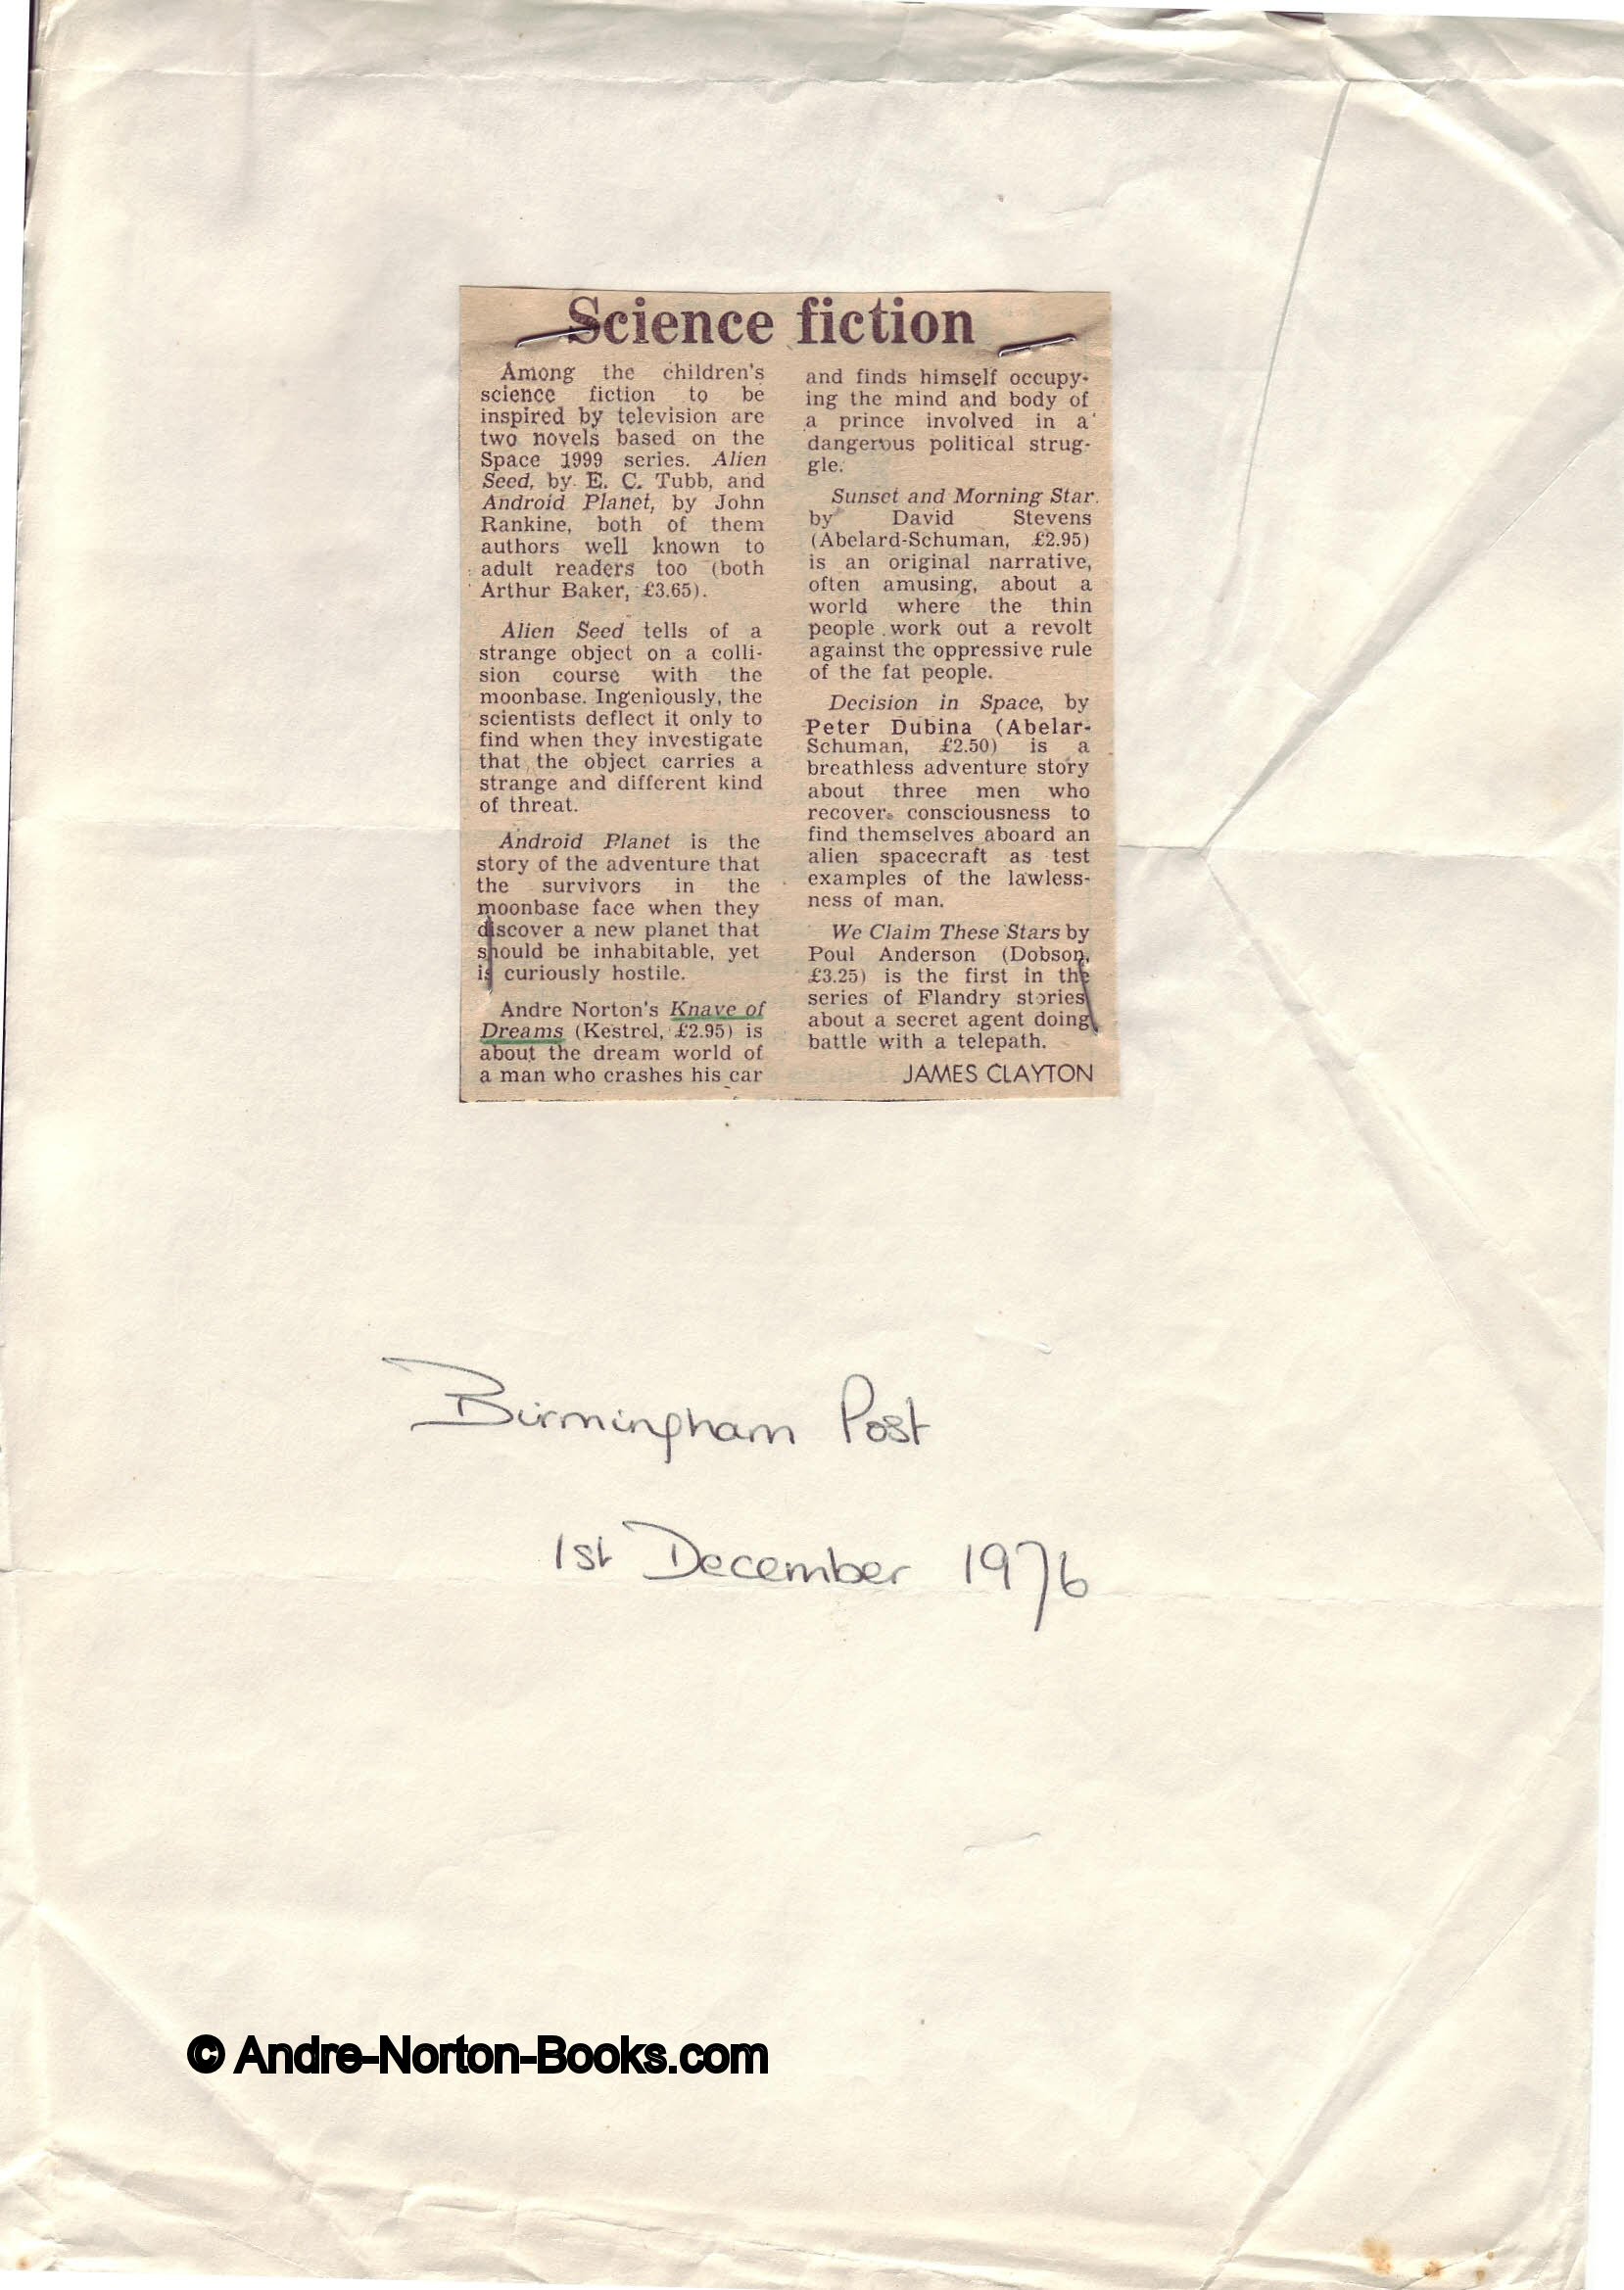 Science fiction
Among the children's
science fiction to be
inspired by television are
two novels based on the
Space 1999 series. Alien
Seed, by E. C. Tubb, and
Android Planet, by John
Rankine, both of them
authors well known to
adult readers too (both
Arthur Baker, £3.65).
Alien Seed tells of a
strange object on a colli-
sion course with the
moonbase. Ingeniously, the
scientists deflect it only to
find when they investigate
that the object carries a
strange and different kind
of threat.
Android Planet is the
story of the adventure that
the survivors in the
moonbase face when they
discover a new planet that
should be inhabitable, yet
is curiously hostile.
Andre Norton's Knave of
Dreams (Kestrel, £2.95) is
about the dream world of
a man who crashes his car
and finds himself occupy-
ing the mind and body of
a prince involved in a
dangerous political strug-
gle.
Sunset and Morning Star
by David Stevens
(Abelard-Schuman, £2.95)
is an original narrative,
often amusing, about a
world where the thin
people work out a revolt
against the oppressive rule
of the fat people.
Decision in Space, by
Peter Dubina (Abelar-
Schuman, £2.50) is a
breathless adventure story
about three men who
recover consciousness to
find themselves aboard an
alien spacecraft as test
examples of the lawless-
ness of man.
We Claim These Stars by
Poul Anderson (Dobson,
£3.25) is the first in the
series of Flandry stories
about a secret agent doing
battle with a telepath.
JAMES CLAYTON
Birmingham Post
1st December 1976
© Andre-Norton-Books.com